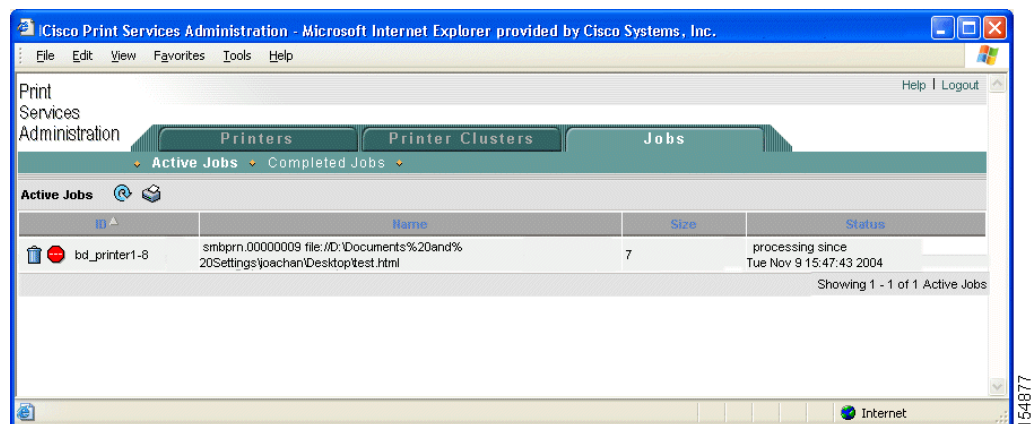 Cisco Print Services Administration - Microsoft Internet Explorer provided by Cisco Systems, Inc.
File Edit View Favorites Tools Help
Print
Services
Administration
Help | Logout
Printers Printer Clusters Jobs
Active Jobs Completed Jobs
Active Jobs
ID Name Size Status
bd_printer1-8
smbprn.00000009 file://D:\Documents%20and%
20Settings\joachan\Desktop\test.html
7
processing since
Tue Nov 9 15:47:43 2004
Showing 1 - 1 of 1 Active Jobs
Internet
154877